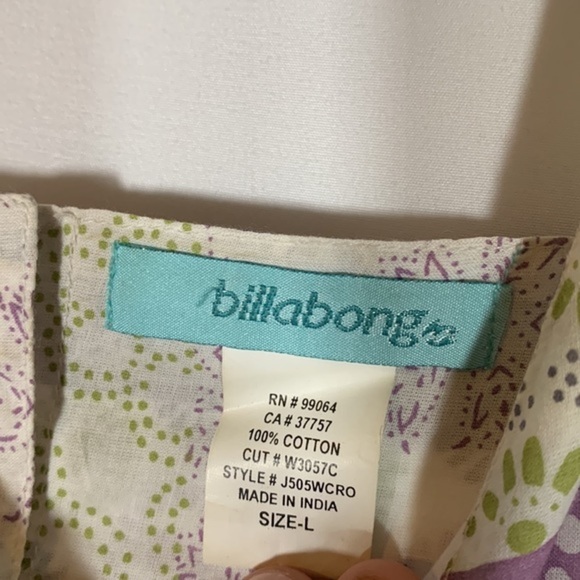 billabong
RN # 99064
CA # 37757
100% COTTON
CUT # W3057C
STYLE # J505WCRO
MADE IN INDIA
SIZE-L